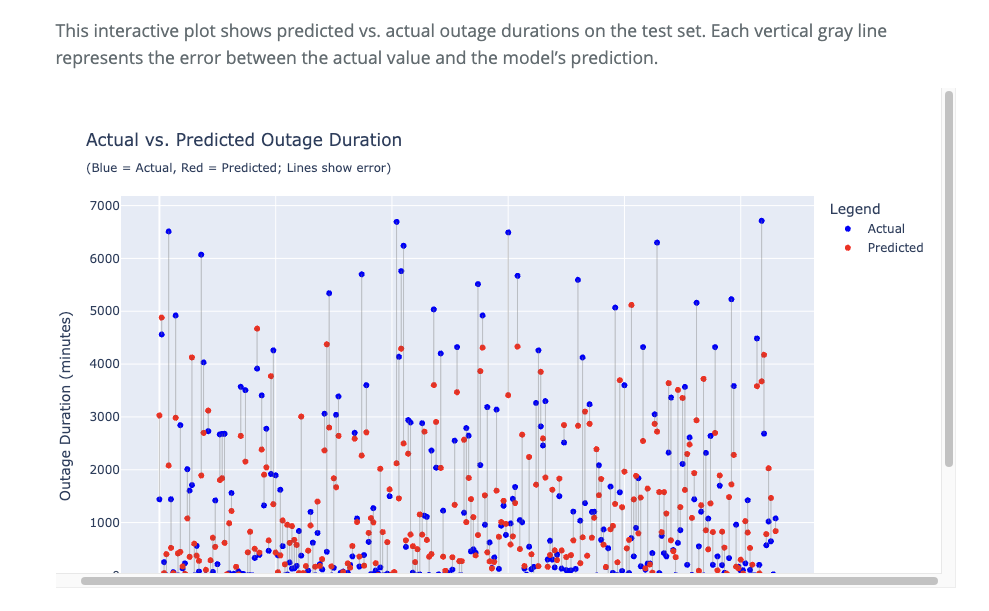 This interactive plot shows predicted vs. actual outage durations on the test set. Each vertical gray line
represents the error between the actual value and the model’s prediction.
Actual vs. Predicted Outage Duration
(Blue = Actual, Red = Predicted; Lines show error)
Legend
Actual
Predicted
Outage Duration (minutes)
7000
6000
5000
4000
3000
2000
1000